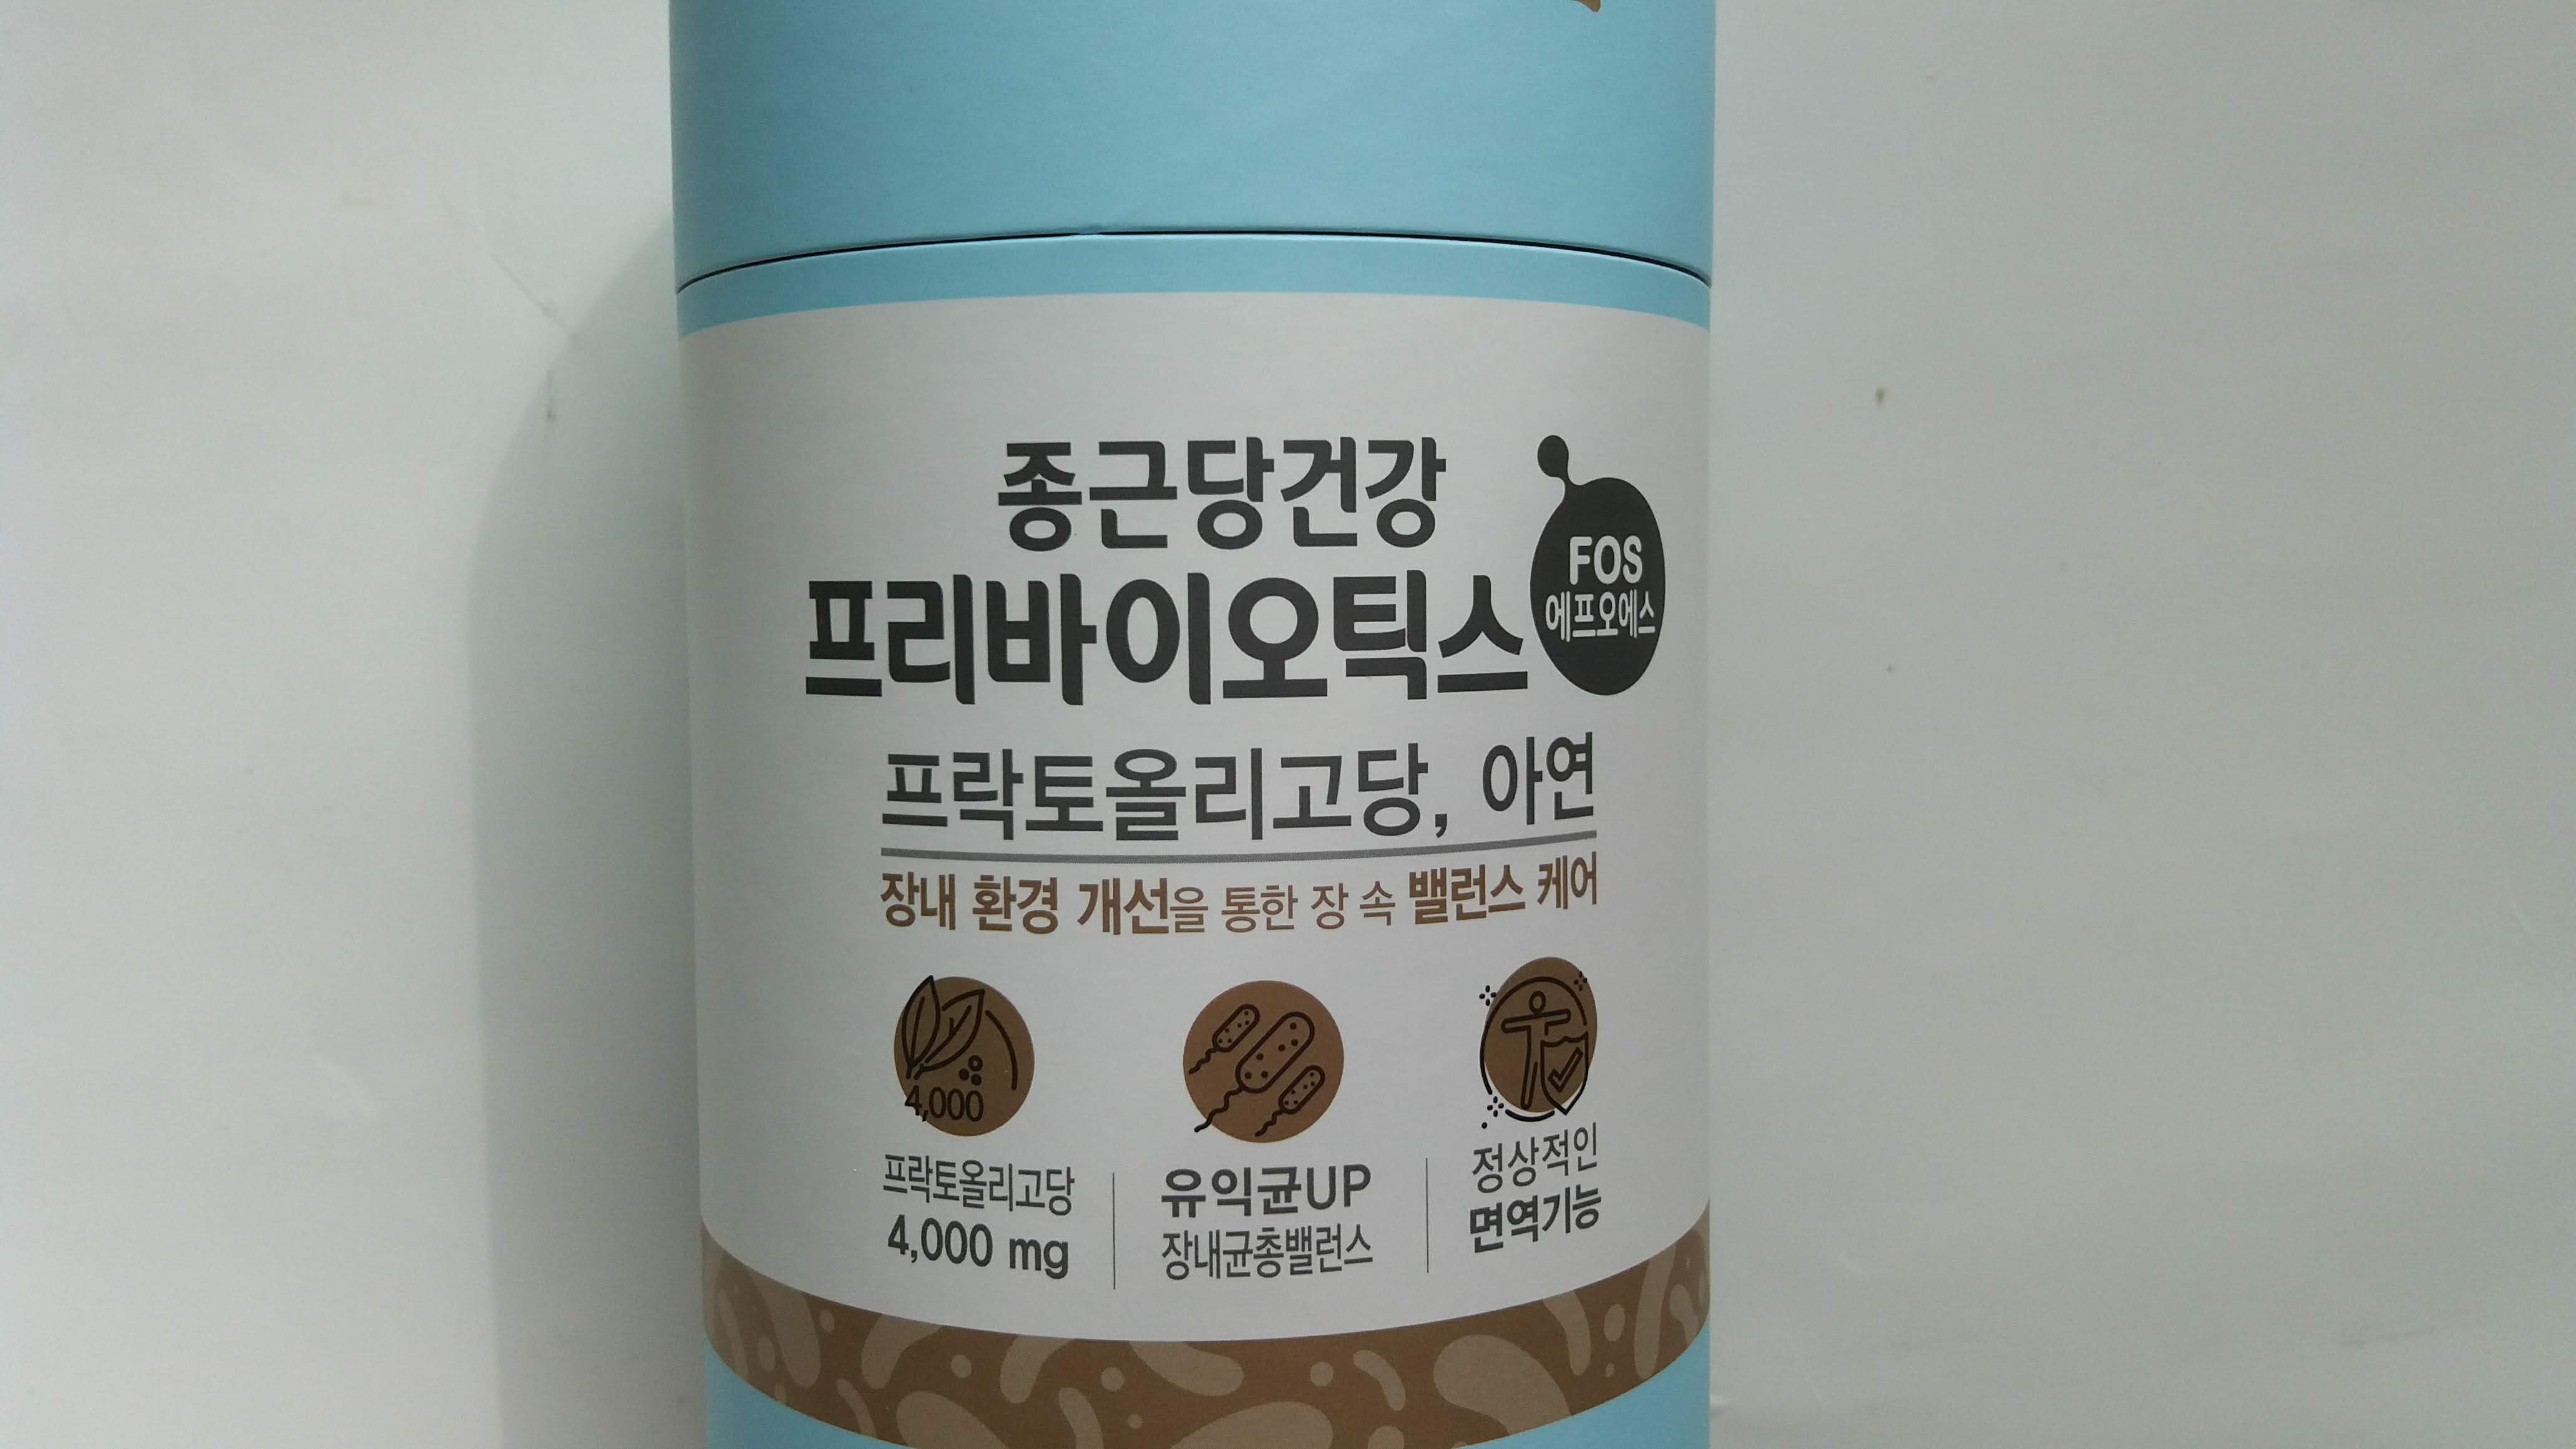 종근당건강
프리바이오틱스
FOS
에프오에스
프락토올리고당, 아연
장내 환경 개선을 통한 장 속 밸런스 케어
4,000
프락토올리고당
4,000 mg
유익균UP
장내균총밸런스
정상적인
면역기능